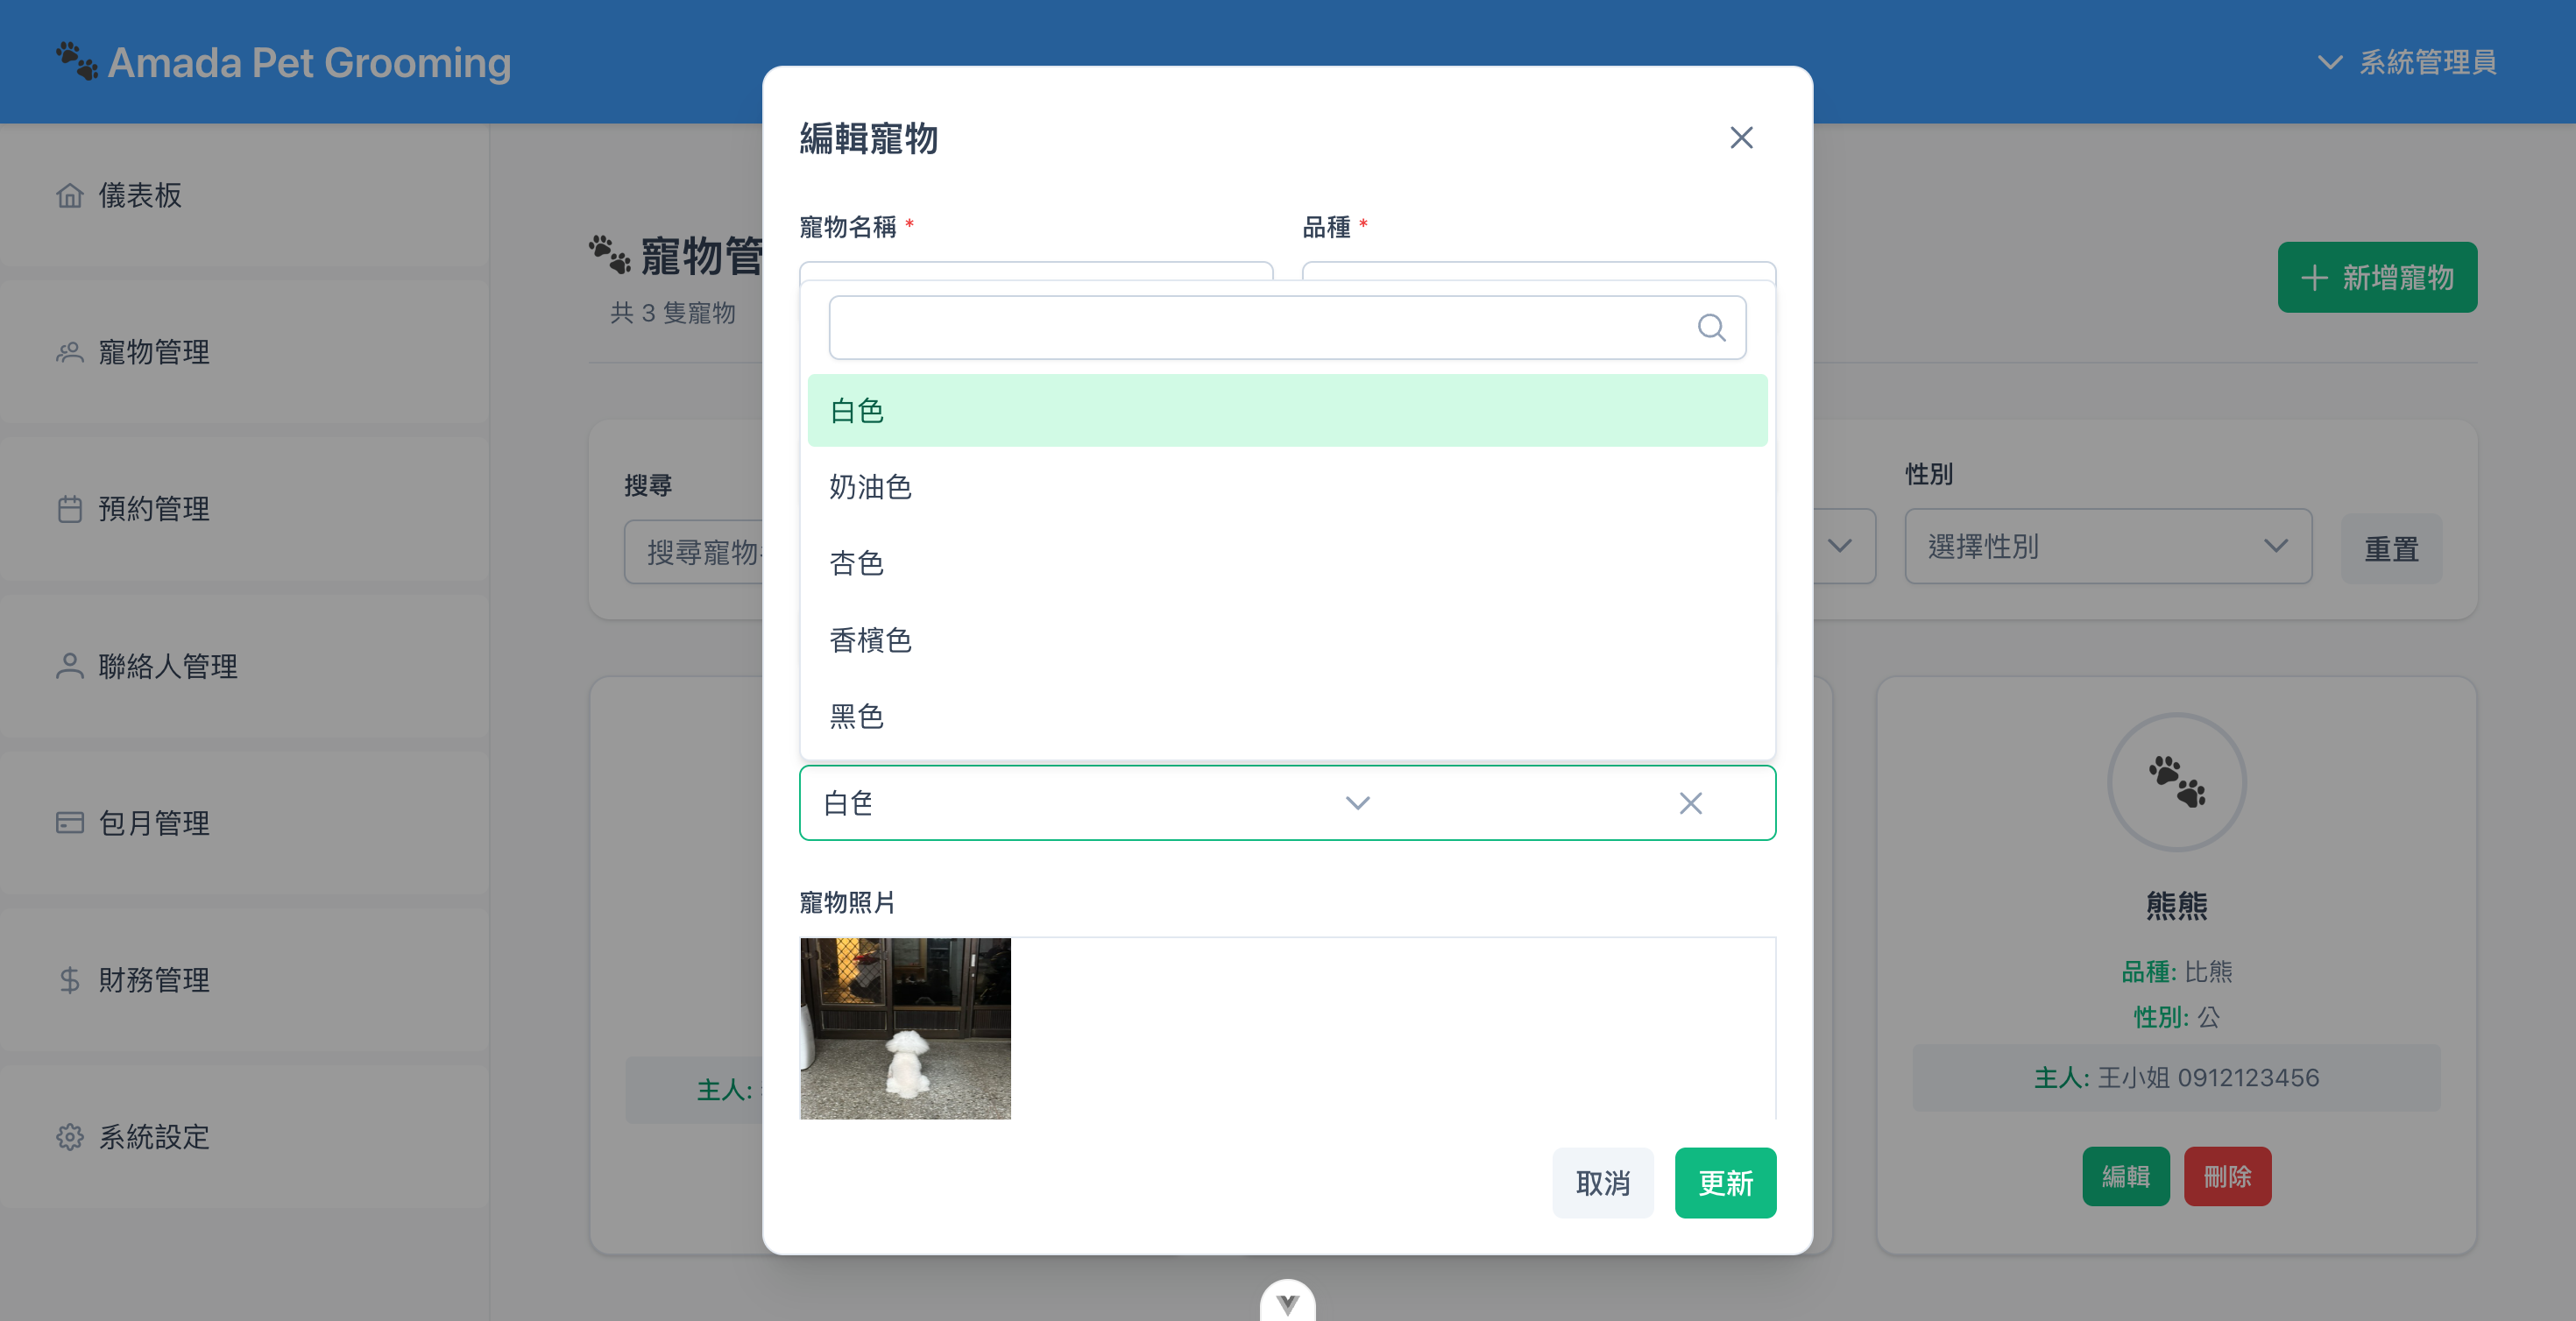 Amada Pet Grooming
系統管理員
儀表板
寵物管理
預約管理
聯絡人管理
包月管理
財務管理
系統設定
寵物管
共 3 隻寵物
新增寵物
搜尋
搜尋寵物
性別
選擇性別
重置
主人:
熊熊
品種: 比熊
性別: 公
主人: 王小姐 0912123456
編輯
刪除
編輯寵物
寵物名稱 *
品種 *
白色
奶油色
杏色
香檳色
黑色
白色
寵物照片
取消
更新